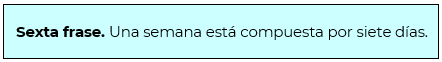 Sexta frase. Una semana está compuesta por siete días.